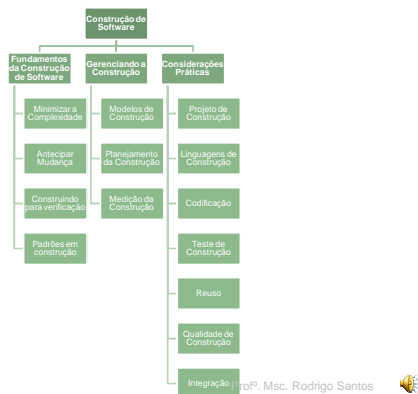 Construção de
Software
Fundamentos
da Construção
de Software
Gerenciando a
Construção
Considerações
Práticas
Minimizar a
Complexidade
Antecipar
Mudança
Construindo
para verificação
Padrões em
construção
Modelos de
Construção
Planejamento
da Construção
Medição da
Construção
Projeto de
Construção
Linguagens de
Construção
Codificação
Teste de
Construção
Reuso
Qualidade de
Construção
Integração
Profº. Msc. Rodrigo Santos